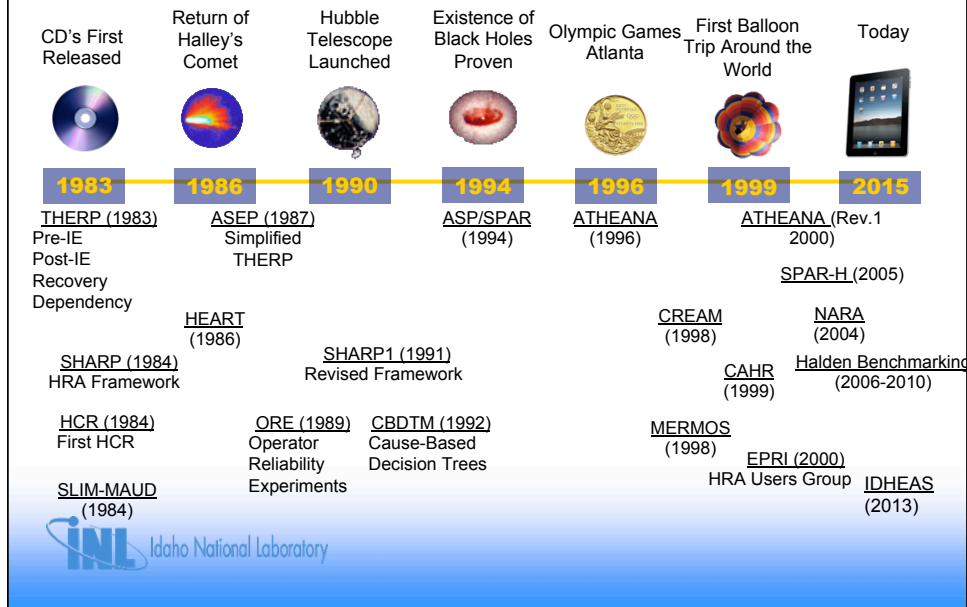 CD's First
Released
Return of
Halley's
Comet
Hubble
Telescope
Launched
Existence of
Black Holes
Proven
Olympic Games
Atlanta
First Balloon
Trip Around the
World
Today
1983
1986
1990
1994
1996
1999
2015
THERP (1983)
Pre-IE
Post-IE
Recovery
Dependency
ASEP (1987)
Simplified
THERP
ASP/SPAR
(1994)
ATHEANA
(1996)
ATHEANA (Rev.1
2000)
SPAR-H (2005)
HEART
(1986)
CREAM
(1998)
NARA
(2004)
SHARP (1984)
HRA Framework
SHARP1 (1991)
Revised Framework
CAHR
(1999)
Halden Benchmarking
(2006-2010)
HCR (1984)
First HCR
ORE (1989)
Operator
Reliability
Experiments
CBDTM (1992)
Cause-Based
Decision Trees
MERMOS
(1998)
EPRI (2000)
HRA Users Group
SLIM-MAUD
(1984)
IDHEAS
(2013)
INL Idaho National Laboratory